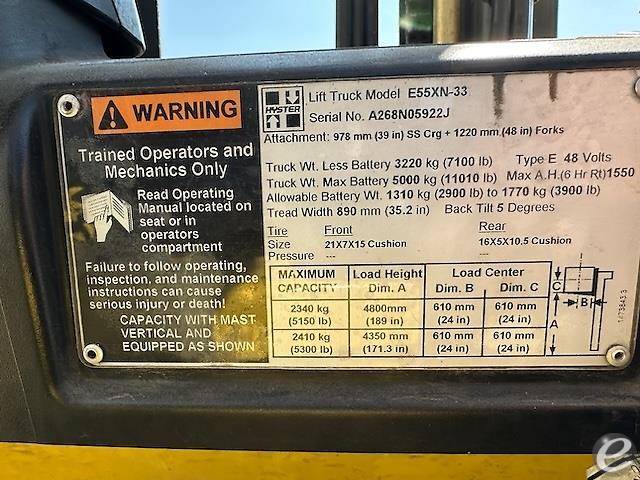 WARNING
Trained Operators and
Mechanics Only
Read Operating
Manual located on
seat or in
operators
compartment
Failure to follow operating,
inspection, and maintenance
instructions can cause
serious injury or death!
CAPACITY WITH MAST
VERTICAL AND
EQUIPPED AS SHOWN
HYSTER
Lift Truck Model E55XN-33
Serial No. A268N05922J
Attachment: 978 mm (39 in) SS Crg + 1220 mm (48 in) Forks
Truck Wt. Less Battery 3220 kg (7100 lb) Type E 48 Volts
Truck Wt. Max Battery 5000 kg (11010 lb) Max A.H.(6 Hr Rt)1550
Allowable Battery Wt. 1310 kg (2900 lb) to 1770 kg (3900 lb)
Tread Width 890 mm (35.2 in) Back Tilt 5 Degrees
Tire Front Rear
Size 21X7X15 Cushion 16X5X10.5 Cushion
Pressure --- ---
MAXIMUM Load Height Load Center
CAPACITY Dim. A Dim. B Dim. C
2340 kg 4800mm 610 mm 610 mm
(5150 lb) (189 in) (24 in) (24 in)
2410 kg 4350 mm 610 mm 610 mm
(5300 lb) (171.3 in) (24 in) (24 in)
C
B
A
e